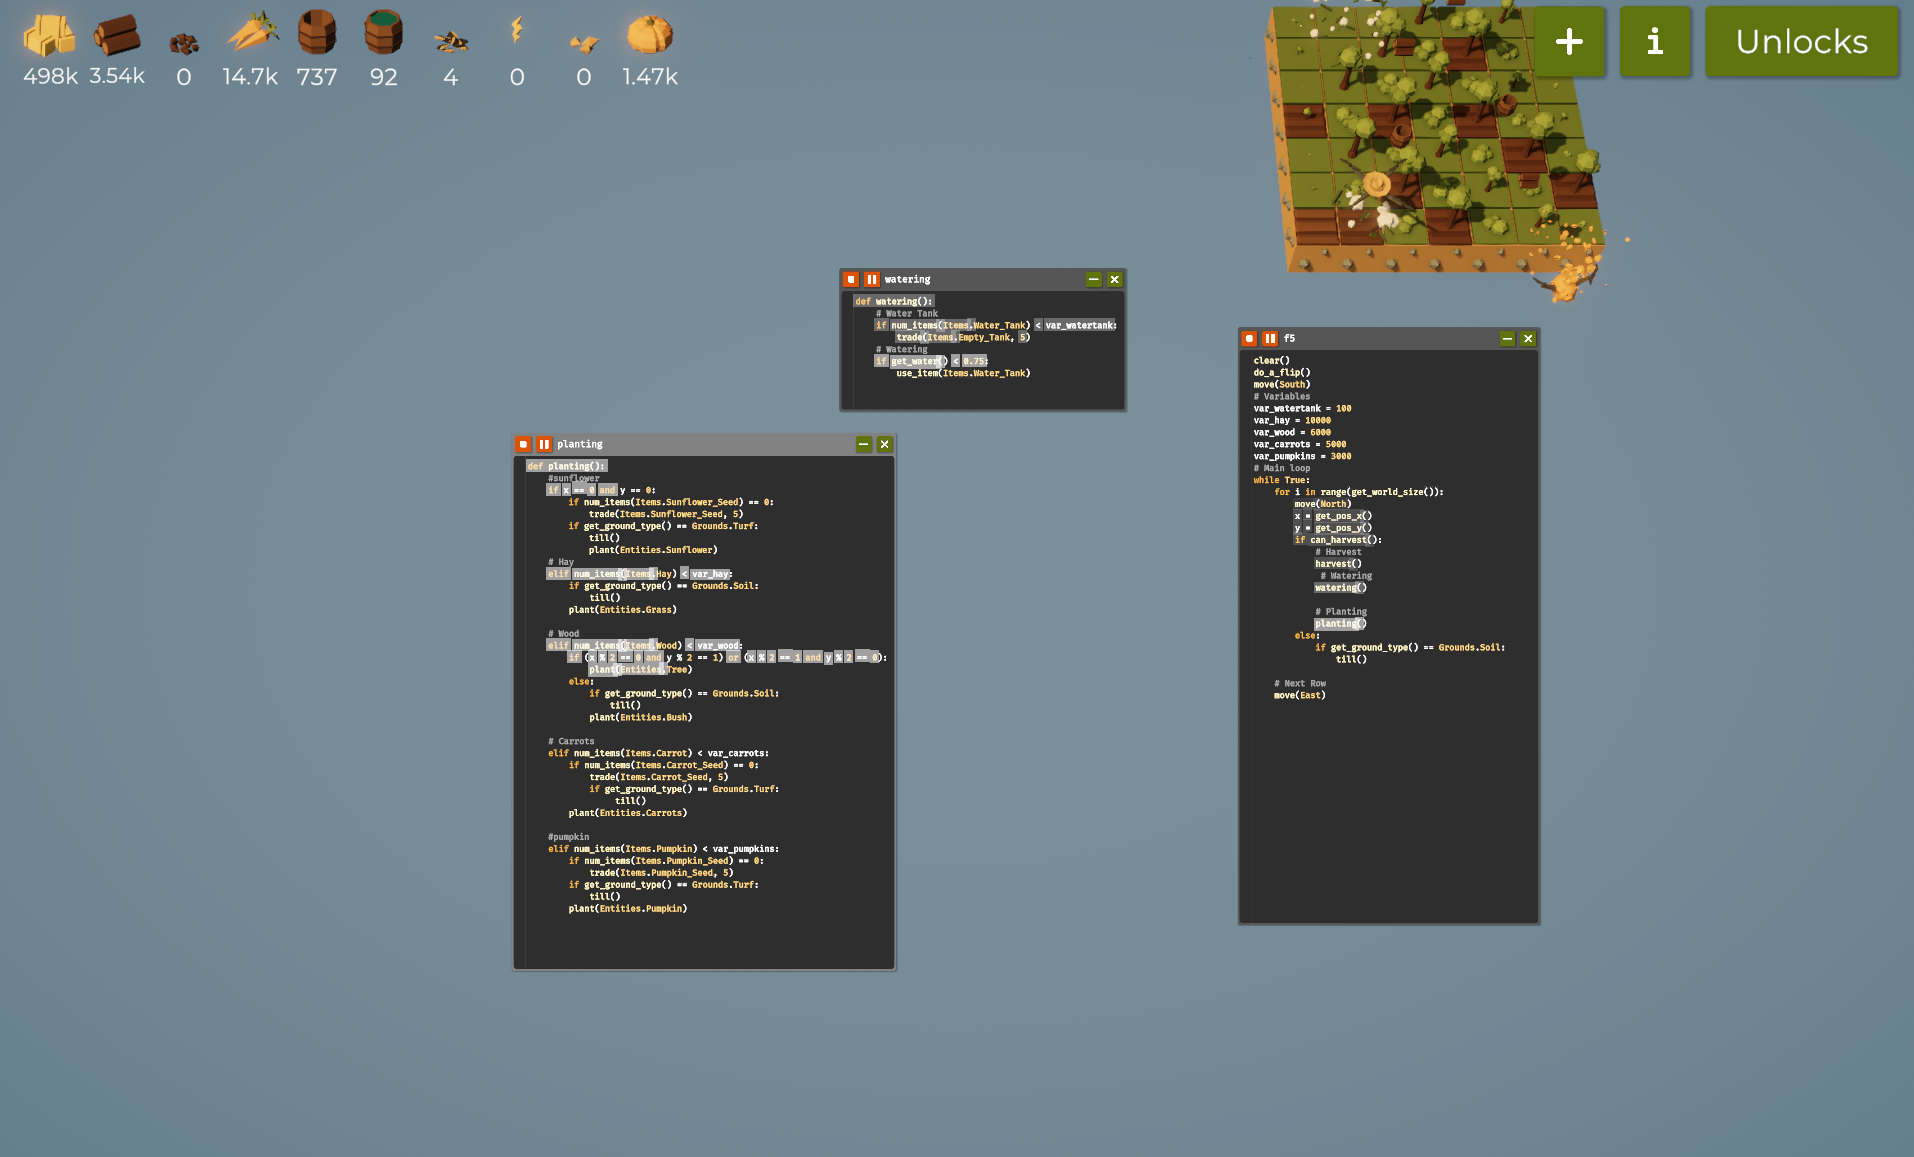 498k 3.54k 0 14.7k 737 92 4 0 0 1.47k
+ i Unlocks
watering
def watering():
# Water Tank
if num_items(Items.Water_Tank) < var_watertank:
trade(Items.Empty_Tank, 5)
# Watering
if get_water() < 0.75:
use_item(Items.Water_Tank)
planting
def planting():
#sunflower
if x == 0 and y == 0:
if num_items(Items.Sunflower_Seed) == 0:
trade(Items.Sunflower_Seed, 5)
if get_ground_type() == Grounds.Turf:
till()
plant(Entities.Sunflower)
# Hay
elif num_items(Items.Hay) < var_hay:
if get_ground_type() == Grounds.Soil:
till()
plant(Entities.Grass)
# Wood
elif num_items(Items.Wood) < var_wood:
if (x % 2 == 0 and y % 2 == 1) or (x % 2 == 1 and y % 2 == 0):
plant(Entities.Tree)
else:
if get_ground_type() == Grounds.Soil:
till()
plant(Entities.Bush)
# Carrots
elif num_items(Items.Carrot) < var_carrots:
if num_items(Items.Carrot_Seed) == 0:
trade(Items.Carrot_Seed, 5)
if get_ground_type() == Grounds.Turf:
till()
plant(Entities.Carrots)
#pumpkin
elif num_items(Items.Pumpkin) < var_pumpkins:
if num_items(Items.Pumpkin_Seed) == 0:
trade(Items.Pumpkin_Seed, 5)
if get_ground_type() == Grounds.Turf:
till()
plant(Entities.Pumpkin)
f5
clear()
do_a_flip()
move(South)
# Variables
var_watertank = 100
var_hay = 10000
var_wood = 6000
var_carrots = 5000
var_pumpkins = 3000
# Main loop
while True:
for i in range(get_world_size()):
move(North)
x = get_pos_x()
y = get_pos_y()
if can_harvest():
# Harvest
harvest()
# Watering
watering()
# Planting
planting()
else:
if get_ground_type() == Grounds.Soil:
till()
# Next Row
move(East)